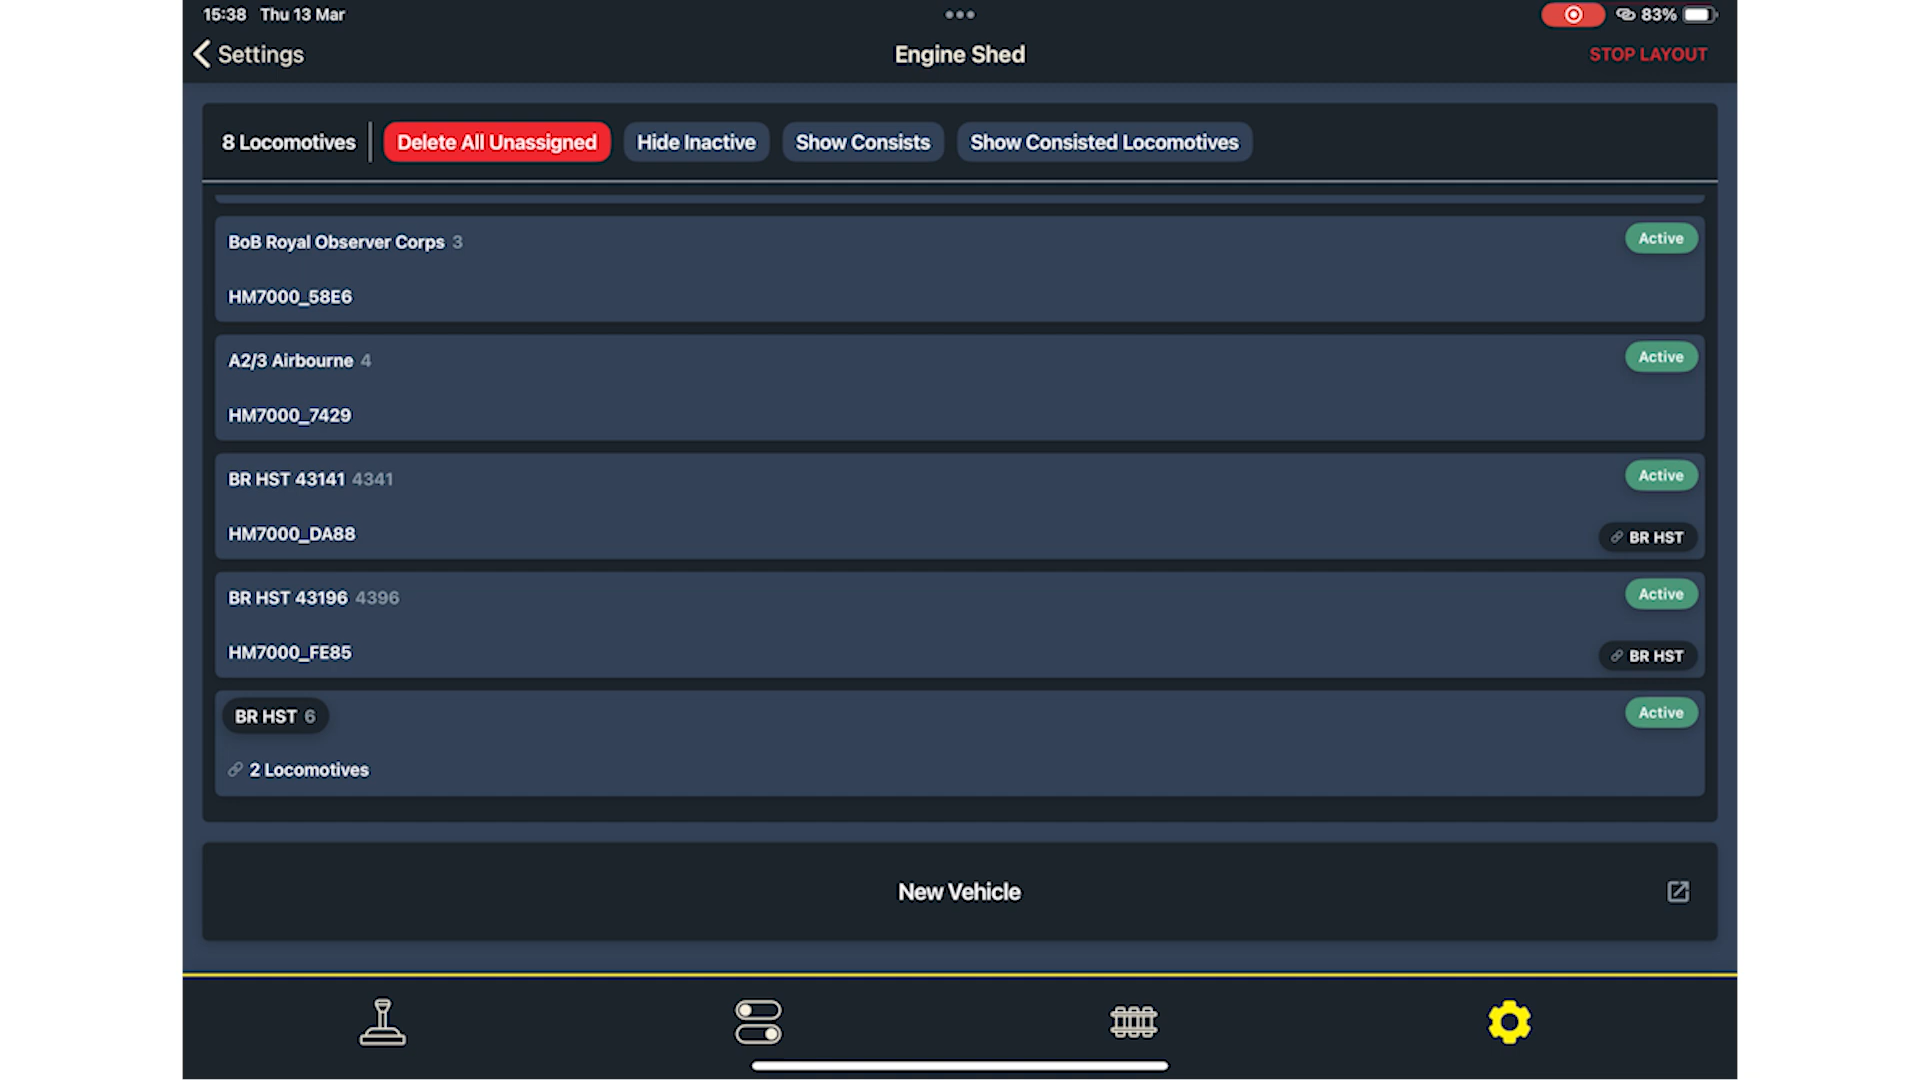 15:38 Thu 13 Mar
83%
Settings
Engine Shed
STOP LAYOUT
8 Locomotives
Delete All Unassigned
Hide Inactive
Show Consists
Show Consisted Locomotives
BoB Royal Observer Corps 3
Active
HM7000_58E6
A2/3 Airbourne 4
Active
HM7000_7429
BR HST 43141 4341
Active
HM7000_DA88
BR HST
BR HST 43196 4396
Active
HM7000_FE85
BR HST
BR HST 6
Active
2 Locomotives
New Vehicle